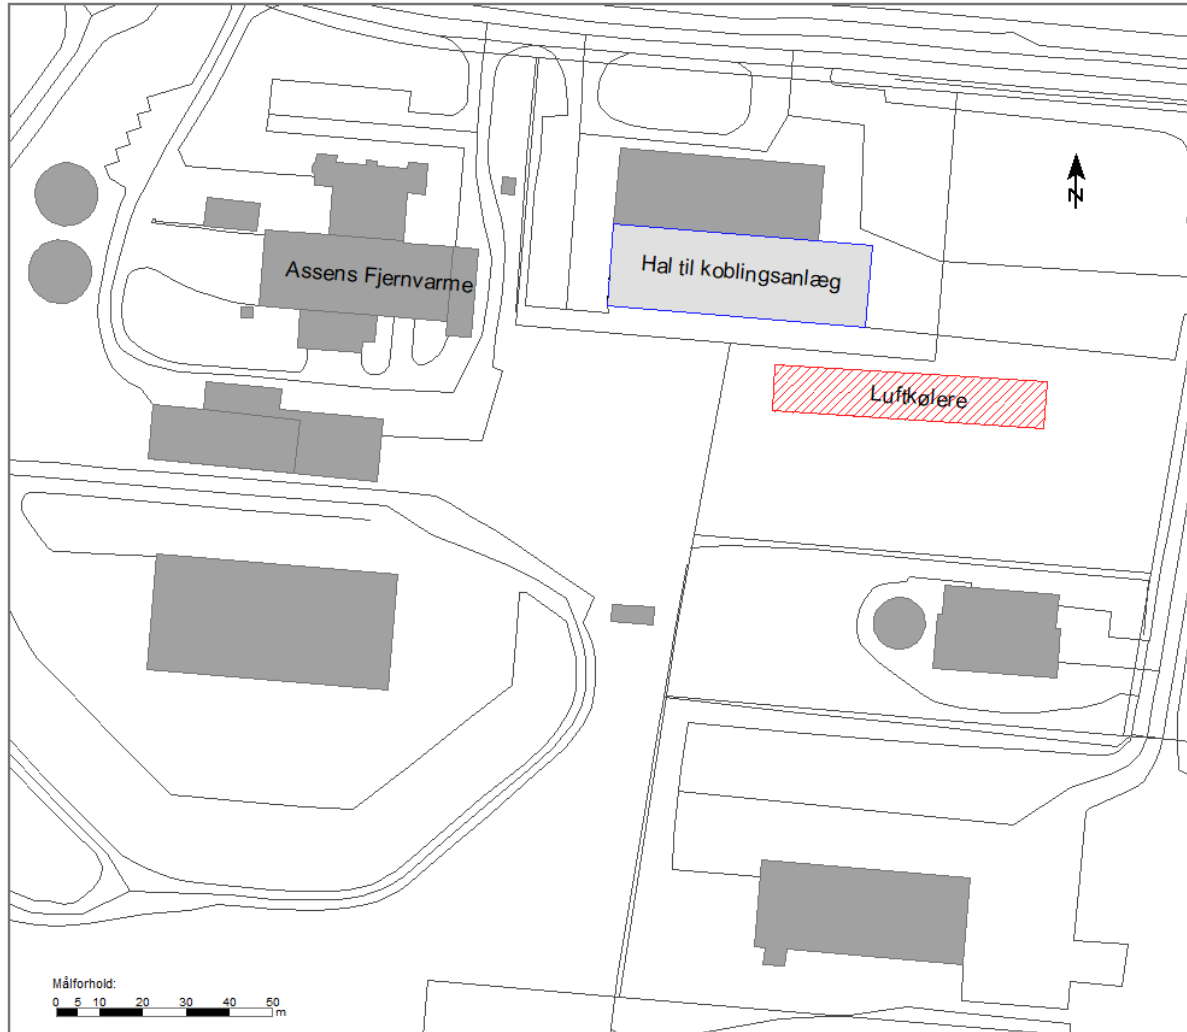 N
Assens Fjernvarme
Hal til koblingsanlæg
Luftkølere
Målforhold:
0 5 10 20 30 40 50
m